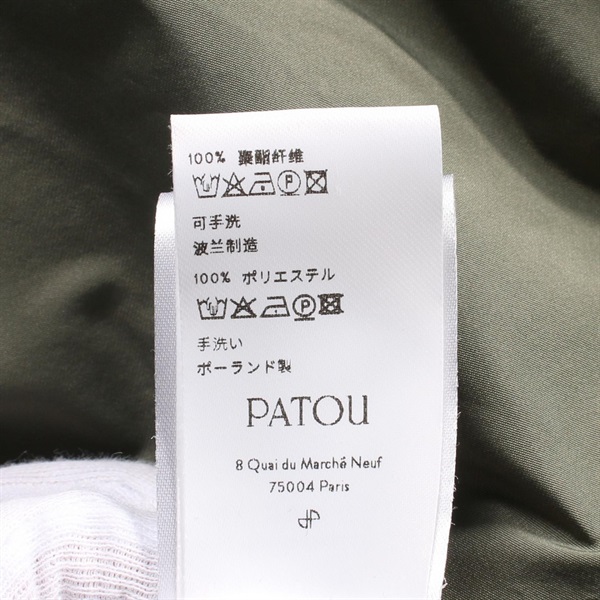 100% 聚酯纤维
P
可手洗
波兰制造
100% ポリエステル
P
手洗い
ポーランド製
PATOU
8 Quai du Marché Neuf
75004 Paris
JP